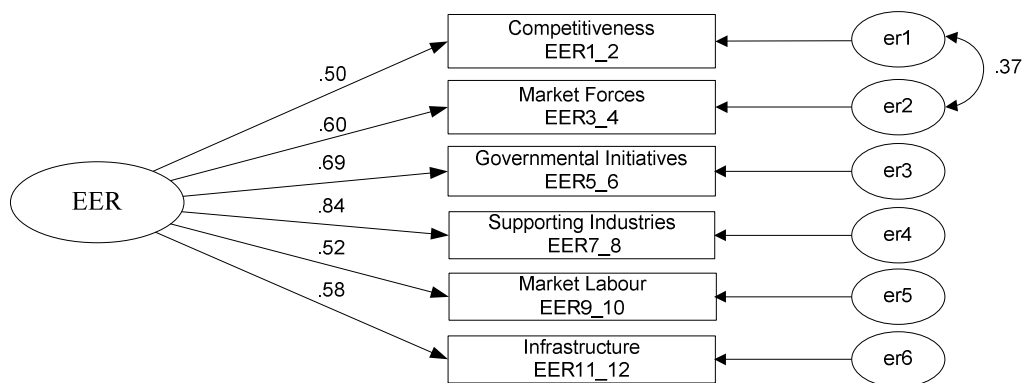 Competitiveness
EER1_2
er1
.37
.50
Market Forces
EER3_4
er2
.60
Governmental Initiatives
EER5_6
er3
.69
EER
.84
Supporting Industries
EER7_8
er4
.52
Market Labour
EER9_10
er5
.58
Infrastructure
EER11_12
er6